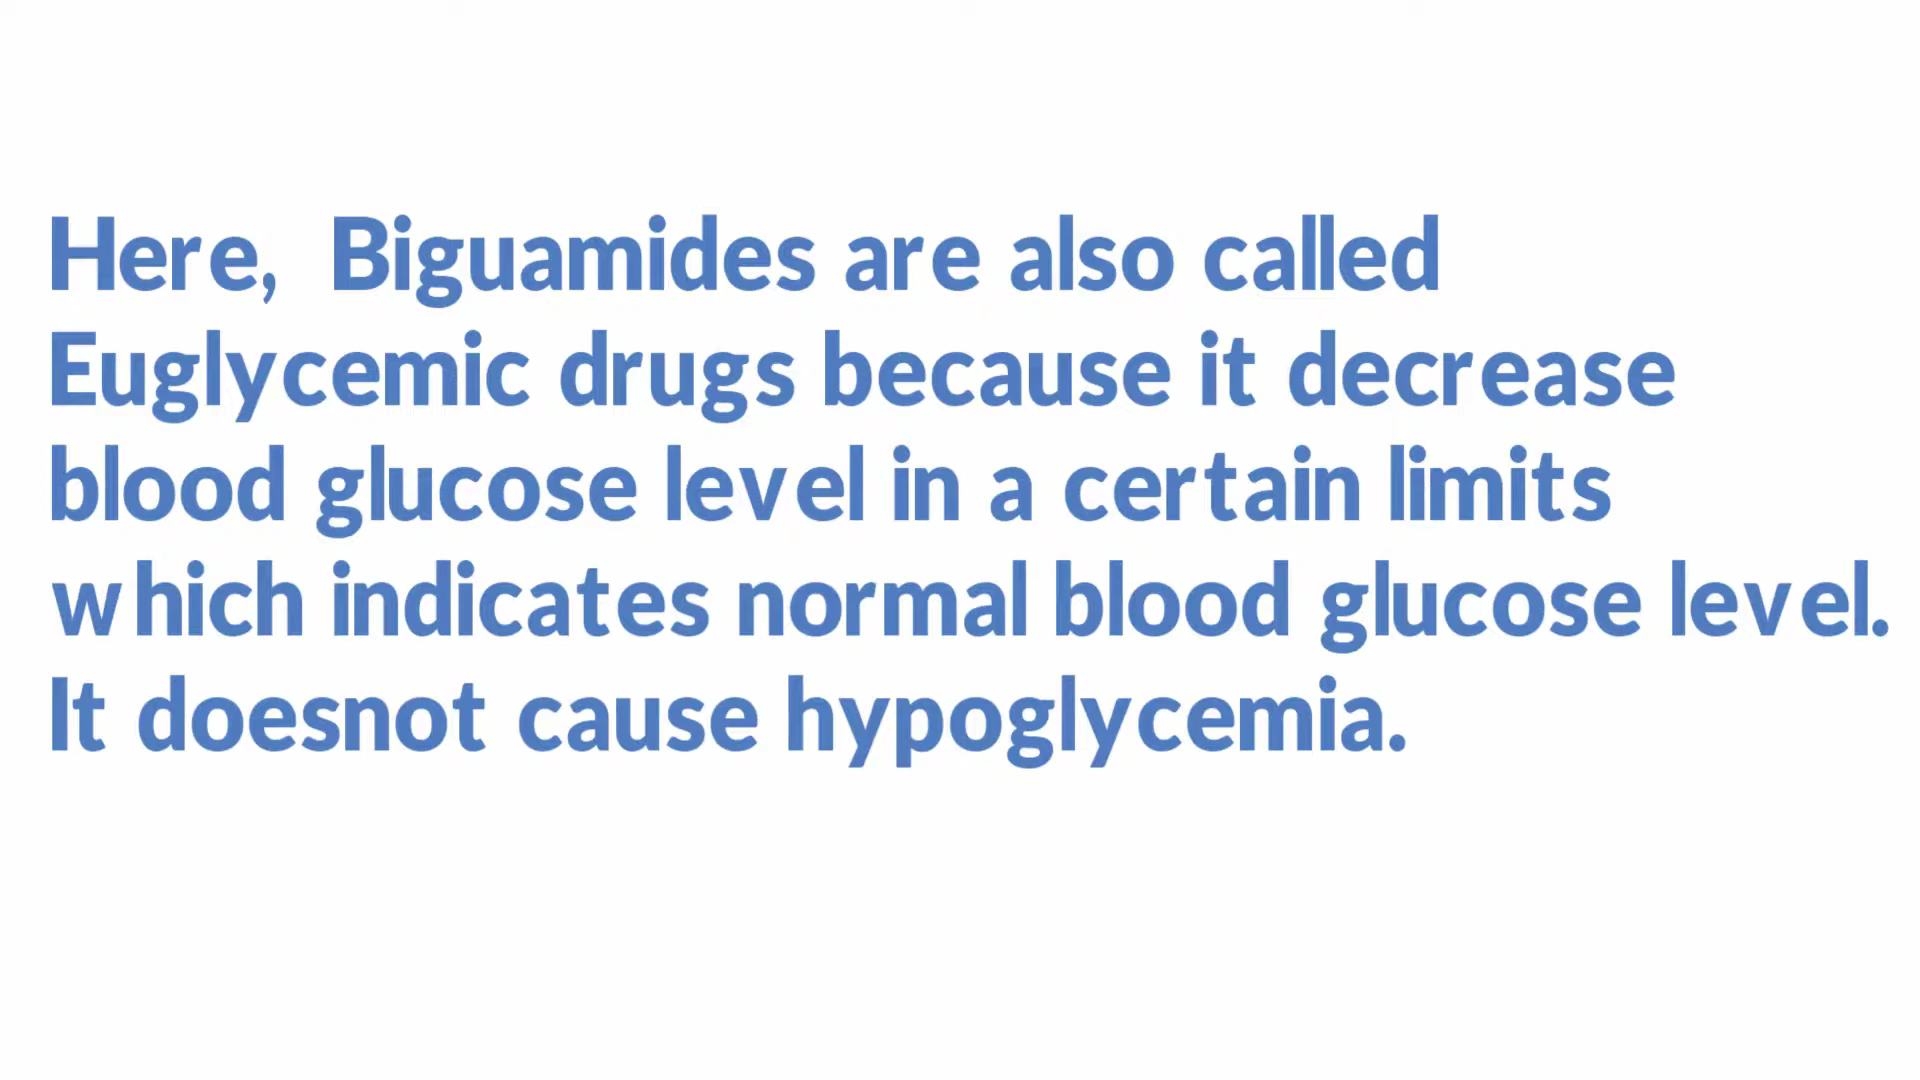 Here,  Biguamides are also called
Euglycemic drugs because it decrease
blood glucose level in a certain limits
which indicates normal blood glucose level.
It doesnot cause hypoglycemia.